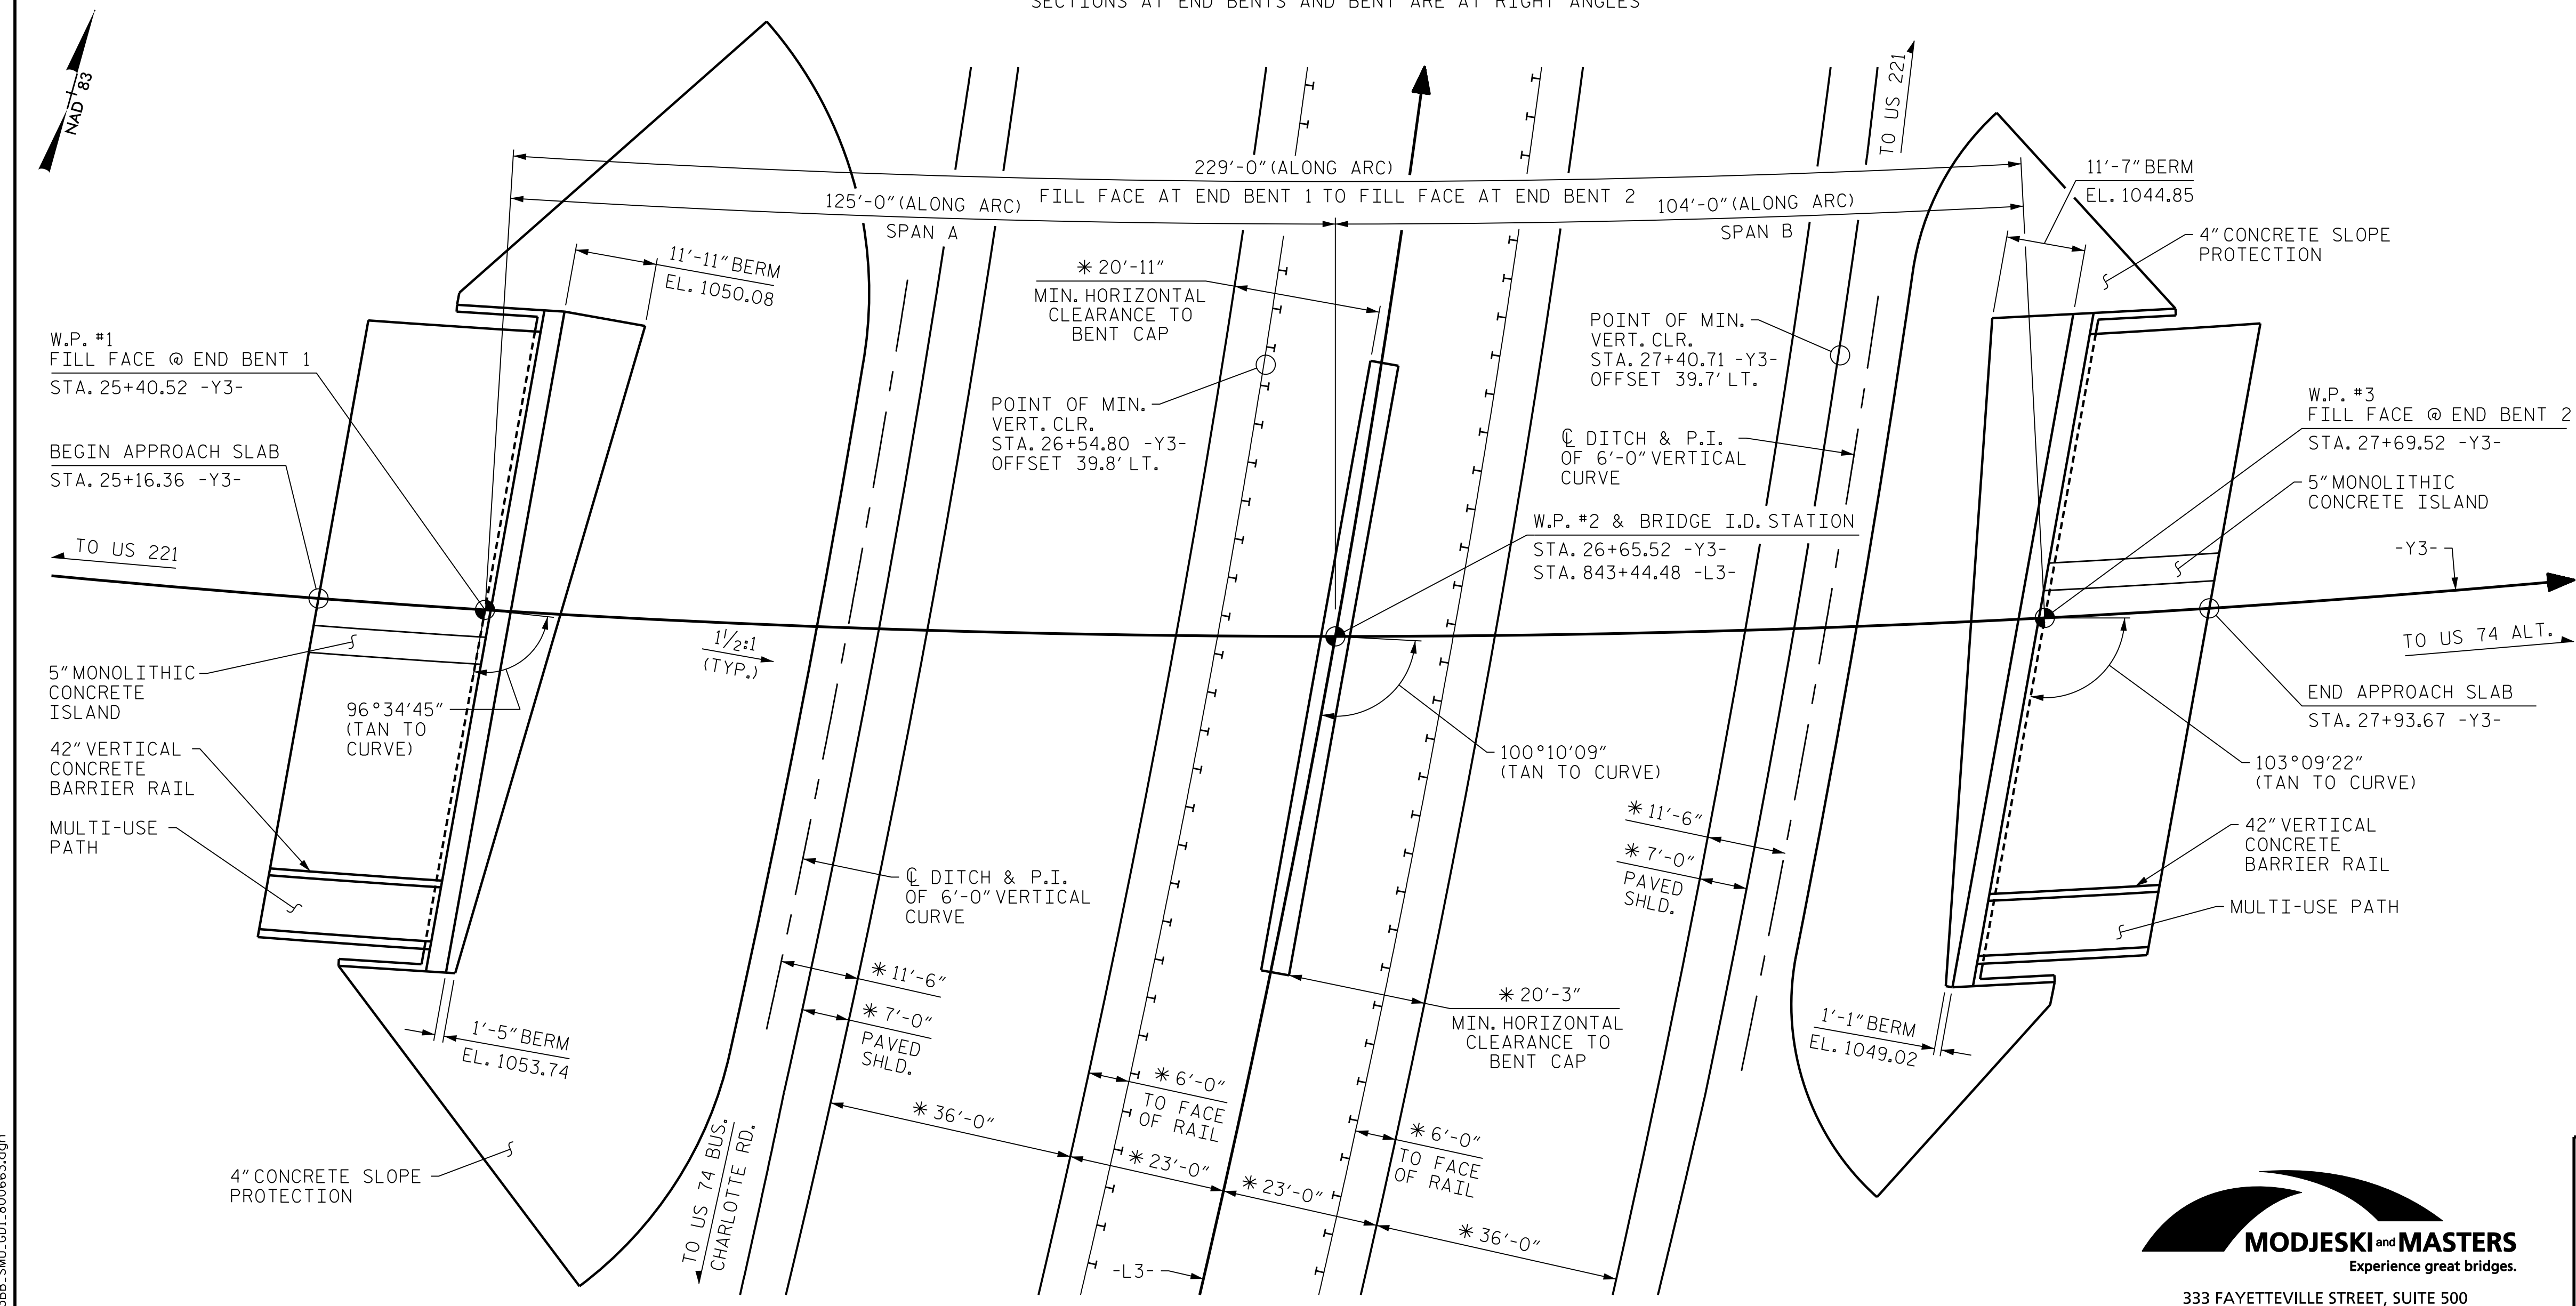 SECTIONS AT END BENTS AND BENT ARE AT RIGHT ANGLES
NAD 83
229'-0" (ALONG ARC)
FILL FACE AT END BENT 1 TO FILL FACE AT END BENT 2
125'-0" (ALONG ARC)
SPAN A
104'-0" (ALONG ARC)
SPAN B
TO US 221
11'-7" BERM
EL. 1044.85
4" CONCRETE SLOPE
PROTECTION
11'-11" BERM
EL. 1050.08
* 20'-11"
MIN. HORIZONTAL
CLEARANCE TO
BENT CAP
POINT OF MIN.
VERT. CLR.
STA. 27+40.71 -Y3-
OFFSET 39.7' LT.
W.P. #1
FILL FACE @ END BENT 1
STA. 25+40.52 -Y3-
POINT OF MIN.
VERT. CLR.
STA. 26+54.80 -Y3-
OFFSET 39.8' LT.
W.P. #3
FILL FACE @ END BENT 2
STA. 27+69.52 -Y3-
BEGIN APPROACH SLAB
STA. 25+16.36 -Y3-
℄ DITCH & P.I.
OF 6'-0" VERTICAL
CURVE
5" MONOLITHIC
CONCRETE ISLAND
W.P. #2 & BRIDGE I.D. STATION
STA. 26+65.52 -Y3-
STA. 843+44.48 -L3-
TO US 221
-Y3-
1 1/2:1
(TYP.)
TO US 74 ALT.
5" MONOLITHIC
CONCRETE
ISLAND
96°34'45"
(TAN TO
CURVE)
END APPROACH SLAB
STA. 27+93.67 -Y3-
42" VERTICAL
CONCRETE
BARRIER RAIL
100°10'09"
(TAN TO CURVE)
103°09'22"
(TAN TO CURVE)
MULTI-USE
PATH
* 11'-6"
* 7'-0"
PAVED
SHLD.
42" VERTICAL
CONCRETE
BARRIER RAIL
℄ DITCH & P.I.
OF 6'-0" VERTICAL
CURVE
MULTI-USE PATH
* 11'-6"
* 7'-0"
PAVED
SHLD.
* 20'-3"
MIN. HORIZONTAL
CLEARANCE TO
BENT CAP
1'-5" BERM
EL. 1053.74
1'-1" BERM
EL. 1049.02
* 6'-0"
TO FACE
OF RAIL
* 36'-0"
* 6'-0"
TO FACE
OF RAIL
* 23'-0"
* 23'-0"
* 36'-0"
4" CONCRETE SLOPE
PROTECTION
TO US 74 BUS.
CHARLOTTE RD.
-L3-
MODJESKI and MASTERS
Experience great bridges.
333 FAYETTEVILLE STREET, SUITE 500